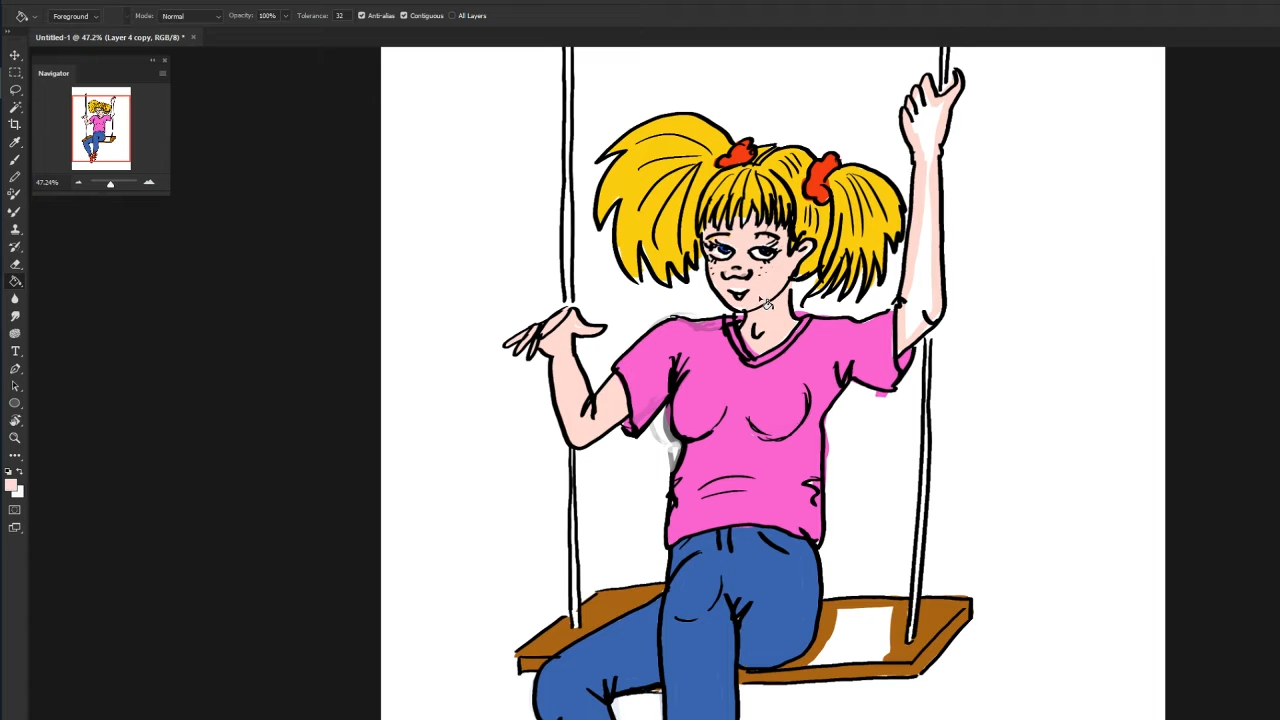 Foreground Mode: Normal Opacity: 100% Tolerance: 32 Anti-alias Contiguous All Layers
Untitled-1 @ 47.2% (Layer 4 copy, RGB/8) * ×
Navigator
47.24%